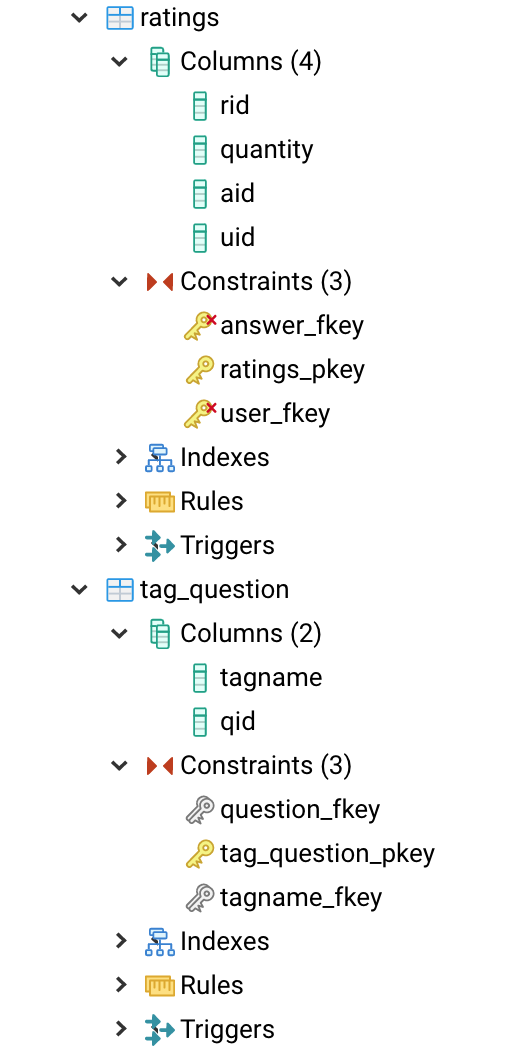 ratings
Columns (4)
rid
quantity
aid
uid
Constraints (3)
answer_fkey
ratings_pkey
user_fkey
Indexes
Rules
Triggers
tag_question
Columns (2)
tagname
qid
Constraints (3)
question_fkey
tag_question_pkey
tagname_fkey
Indexes
Rules
Triggers